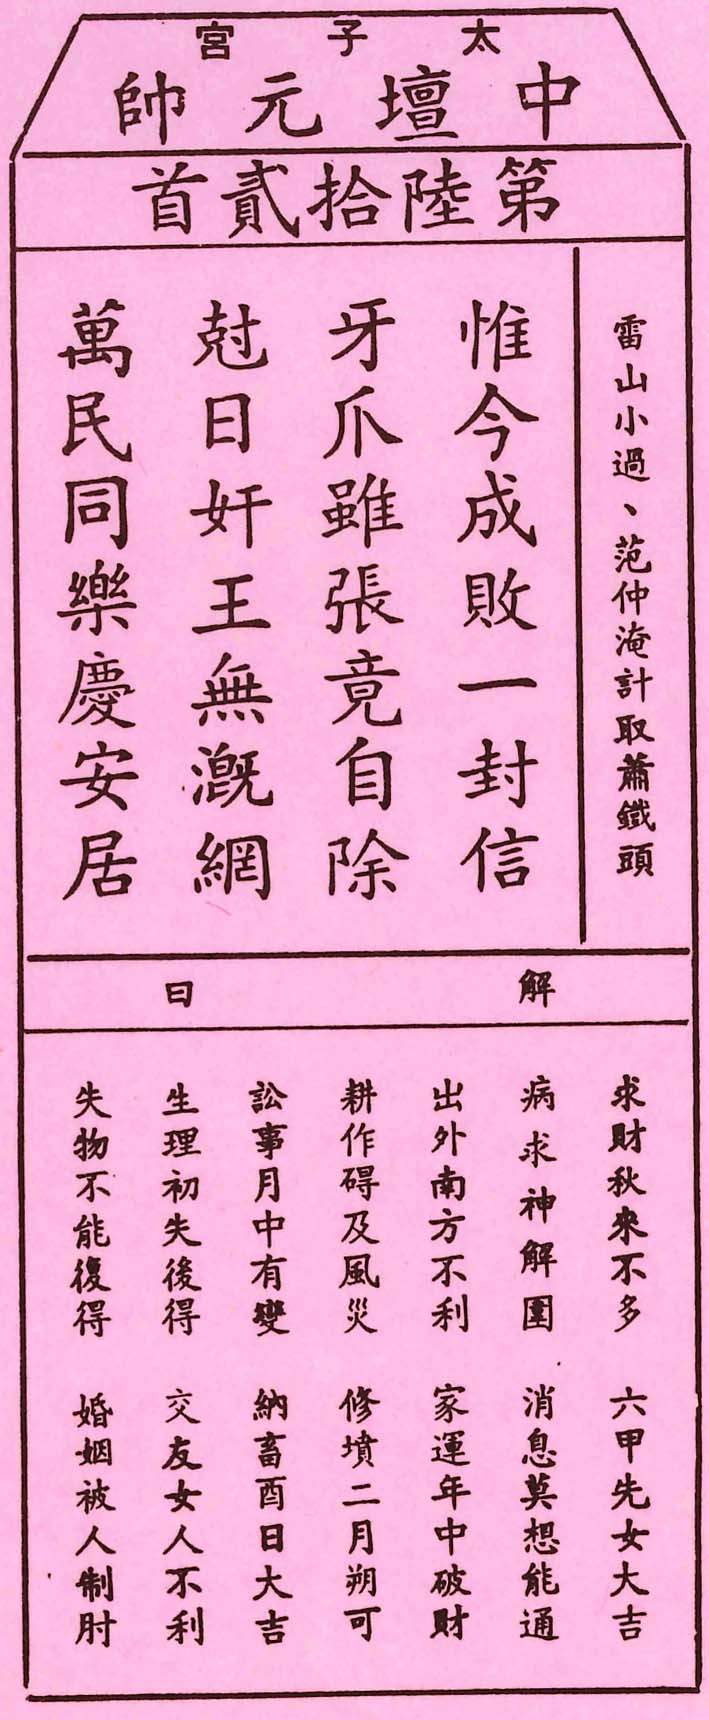 太子宮
中壇元帥
第陸拾貳首
雷山小過、范仲淹計取蕭鐵頭
惟今成敗一封信
牙爪雖張竟自除
尅日奸王無漑網
萬民同樂慶安居
解曰
求財秋來不多　六甲先女大吉
病求神解圍　消息莫想能通
出外南方不利　家運年中破財
耕作碍及風災　修墳二月朔可
訟事月中有變　納畜酉日大吉
生理初失後得　交友女人不利
失物不能復得　婚姻被人制肘